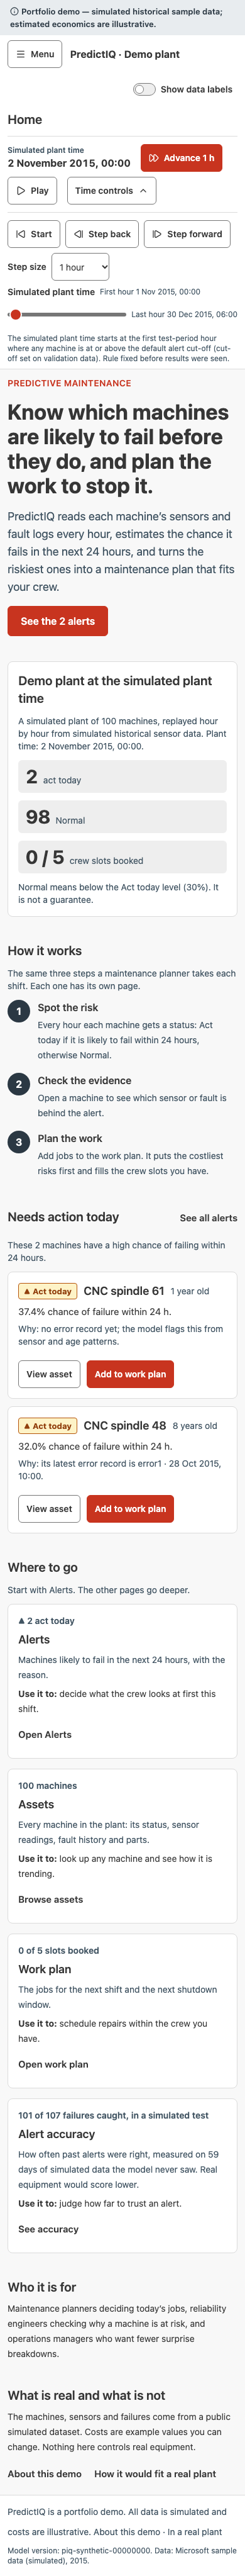 Portfolio demo — simulated historical sample data;
estimated economics are illustrative.
Menu
PredictIQ · Demo plant
Show data labels
Home
Simulated plant time
2 November 2015, 00:00
Advance 1 h
Play
Time controls
Start
Step back
Step forward
Step size
1 hour
Simulated plant time First hour 1 Nov 2015, 00:00
Last hour 30 Dec 2015, 06:00
The simulated plant time starts at the first test-period hour
where any machine is at or above the default alert cut-off (cut-
off set on validation data). Rule fixed before results were seen.
PREDICTIVE MAINTENANCE
Know which machines
are likely to fail before
they do, and plan the
work to stop it.
PredictIQ reads each machine's sensors and
fault logs every hour, estimates the chance it
fails in the next 24 hours, and turns the
riskiest ones into a maintenance plan that fits
your crew.
See the 2 alerts
Demo plant at the simulated plant
time
A simulated plant of 100 machines, replayed hour
by hour from simulated historical sensor data. Plant
time: 2 November 2015, 00:00.
2 act today
98 Normal
0 / 5 crew slots booked
Normal means below the Act today level (30%). It
is not a guarantee.
How it works
The same three steps a maintenance planner takes each
shift. Each one has its own page.
1 Spot the risk
Every hour each machine gets a status: Act
today if it is likely to fail within 24 hours,
otherwise Normal.
2 Check the evidence
Open a machine to see which sensor or fault is
behind the alert.
3 Plan the work
Add jobs to the work plan. It puts the costliest
risks first and fills the crew slots you have.
Needs action today
See all alerts
These 2 machines have a high chance of failing within
24 hours.
Act today CNC spindle 61 1 year old
37.4% chance of failure within 24 h.
Why: no error record yet; the model flags this from
sensor and age patterns.
View asset
Add to work plan
Act today CNC spindle 48 8 years old
32.0% chance of failure within 24 h.
Why: its latest error record is error1 · 28 Oct 2015,
10:00.
View asset
Add to work plan
Where to go
Start with Alerts. The other pages go deeper.
2 act today
Alerts
Machines likely to fail in the next 24 hours, with the
reason.
Use it to: decide what the crew looks at first this
shift.
Open Alerts
100 machines
Assets
Every machine in the plant: its status, sensor
readings, fault history and parts.
Use it to: look up any machine and see how it is
trending.
Browse assets
0 of 5 slots booked
Work plan
The jobs for the next shift and the next shutdown
window.
Use it to: schedule repairs within the crew you
have.
Open work plan
101 of 107 failures caught, in a simulated test
Alert accuracy
How often past alerts were right, measured on 59
days of simulated data the model never saw. Real
equipment would score lower.
Use it to: judge how far to trust an alert.
See accuracy
Who it is for
Maintenance planners deciding today's jobs, reliability
engineers checking why a machine is at risk, and
operations managers who want fewer surprise
breakdowns.
What is real and what is not
The machines, sensors and failures come from a public
simulated dataset. Costs are example values you can
change. Nothing here controls real equipment.
About this demo
How it would fit a real plant
PredictIQ is a portfolio demo. All data is simulated and
costs are illustrative. About this demo · In a real plant
Model version: piq-synthetic-00000000. Data: Microsoft sample
data (simulated), 2015.